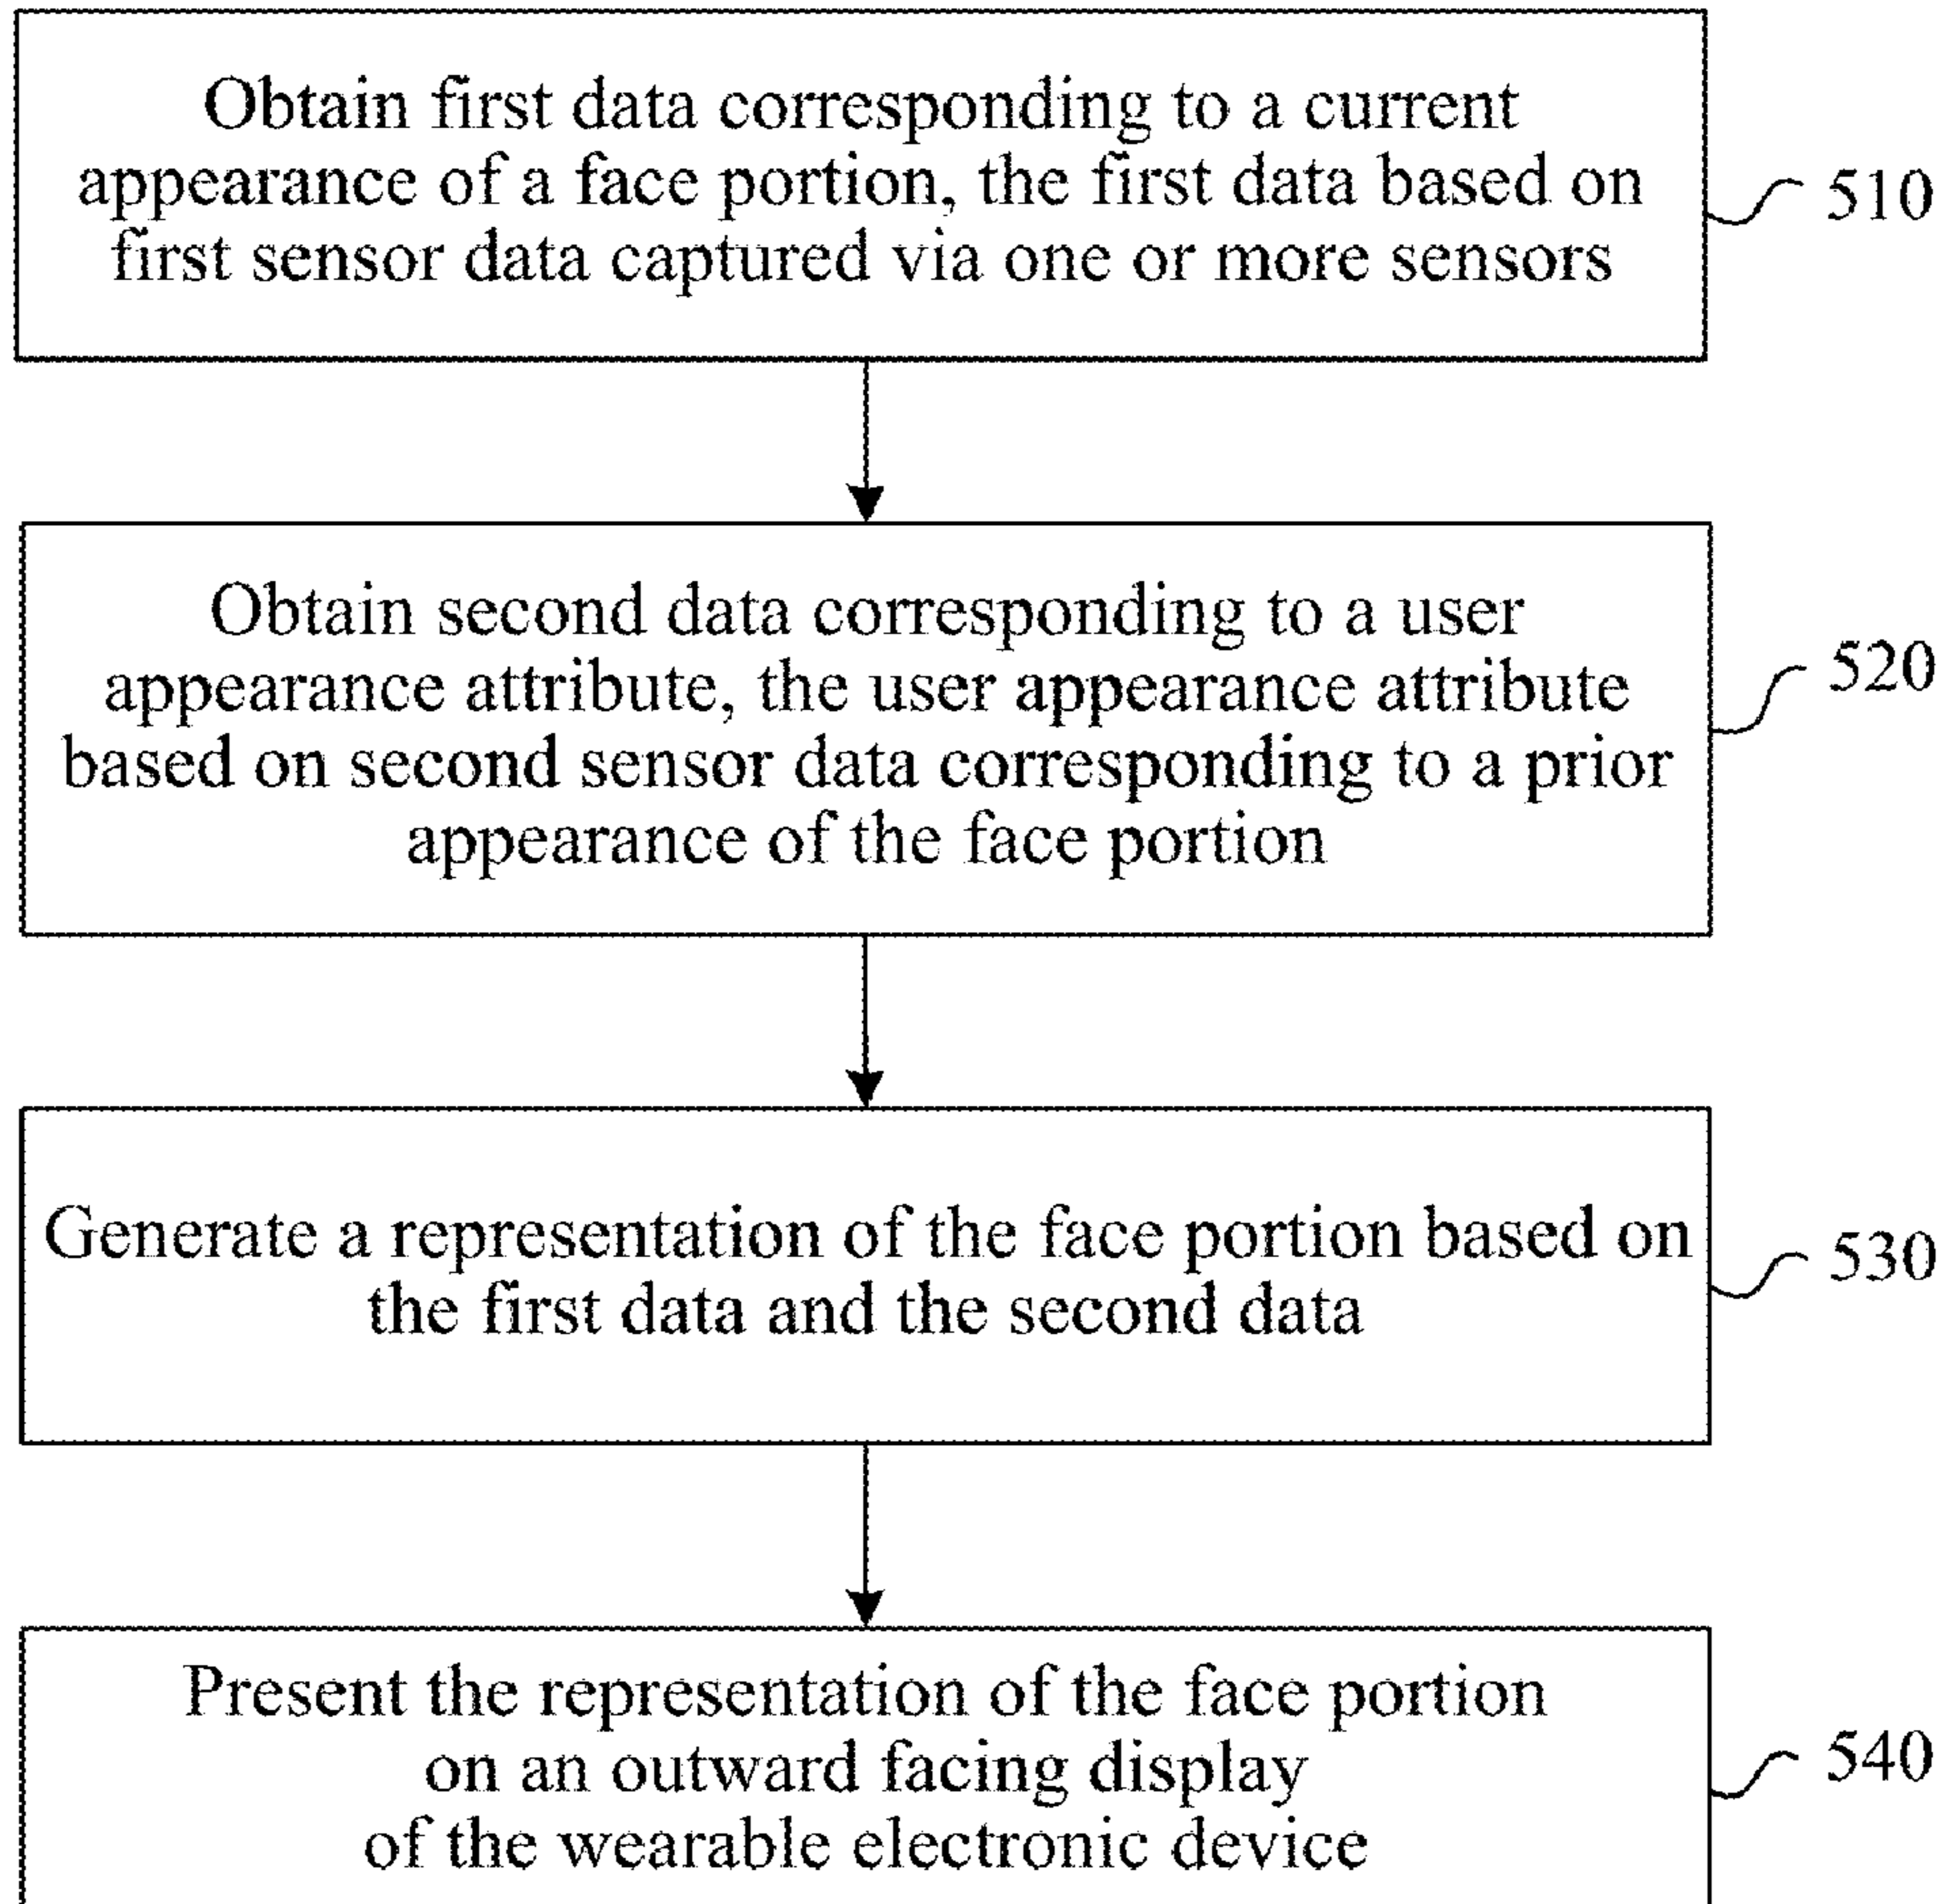 Obtain first data corresponding to a current
appearance of a face portion, the first data based on
first sensor data captured via one or more sensors
510
Obtain second data corresponding to a user
appearance attribute, the user appearance attribute
based on second sensor data corresponding to a prior
appearance of the face portion
520
Generate a representation of the face portion based on
the first data and the second data
530
Present the representation of the face portion
on an outward facing display
of the wearable electronic device
540